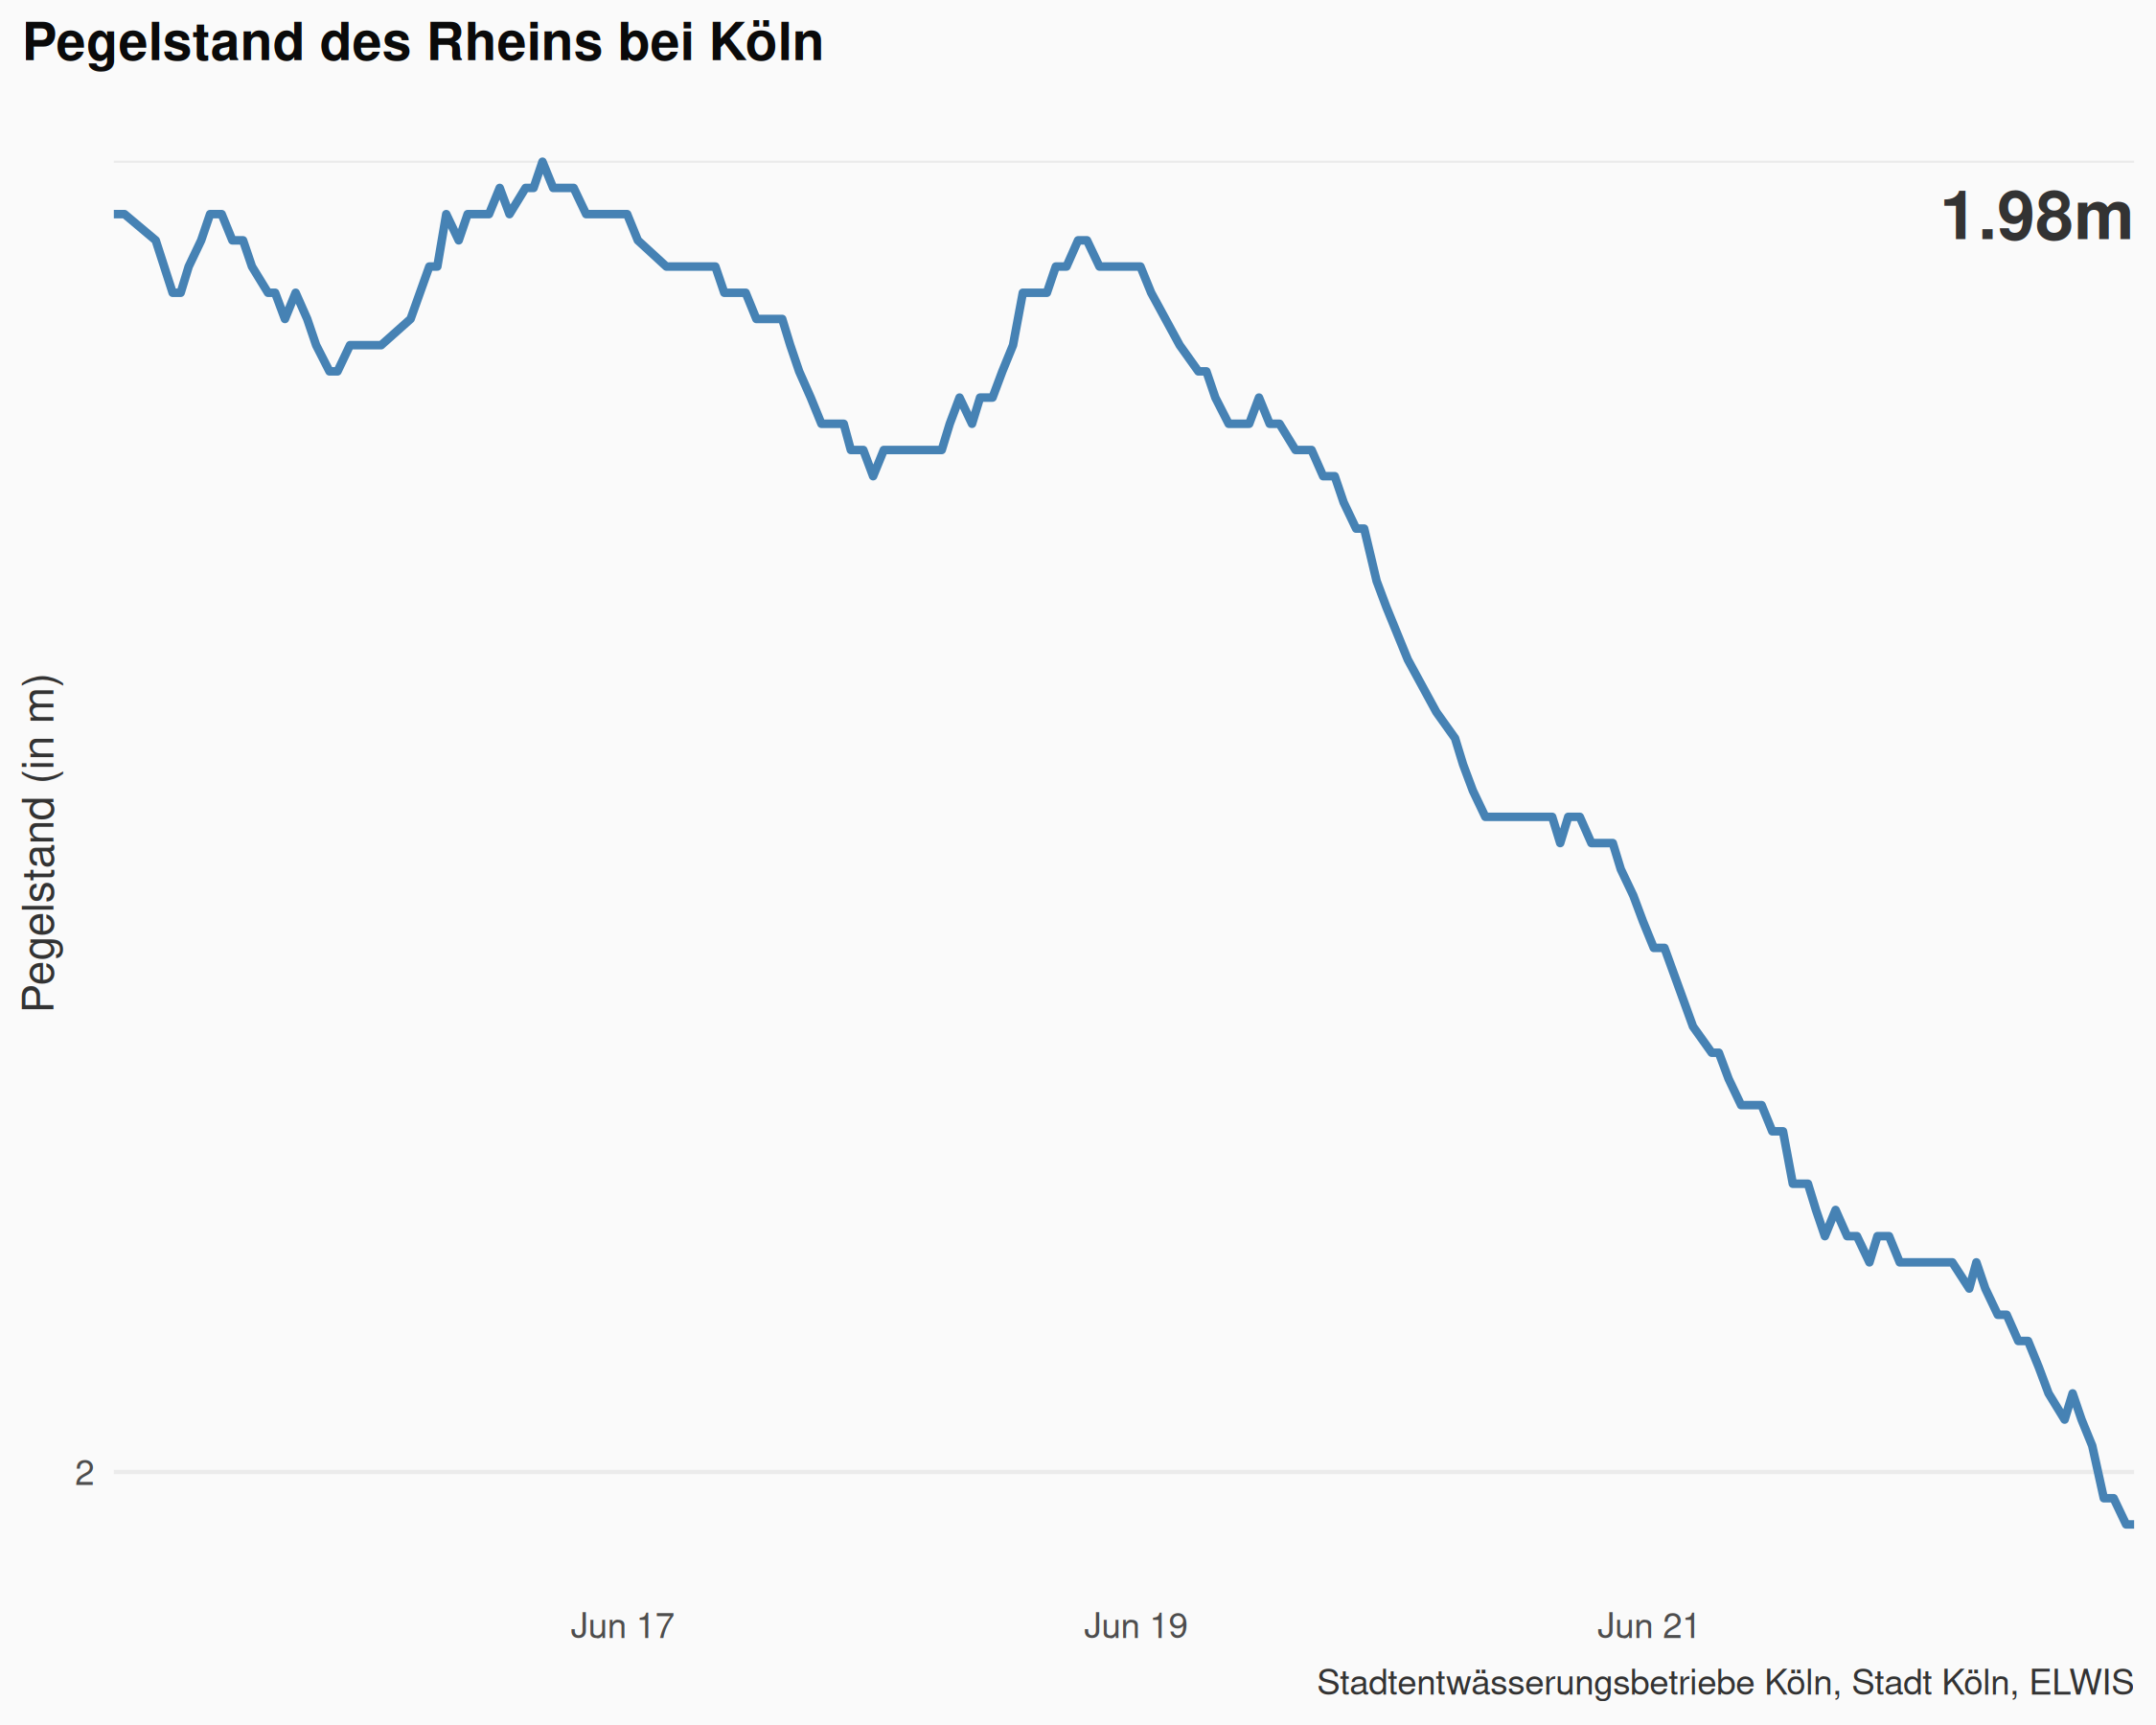 Pegelstand des Rheins bei Köln
1.98m
Pegelstand (in m)
2
Jun 17
Jun 19
Jun 21
Stadtentwässerungsbetriebe Köln, Stadt Köln, ELWIS